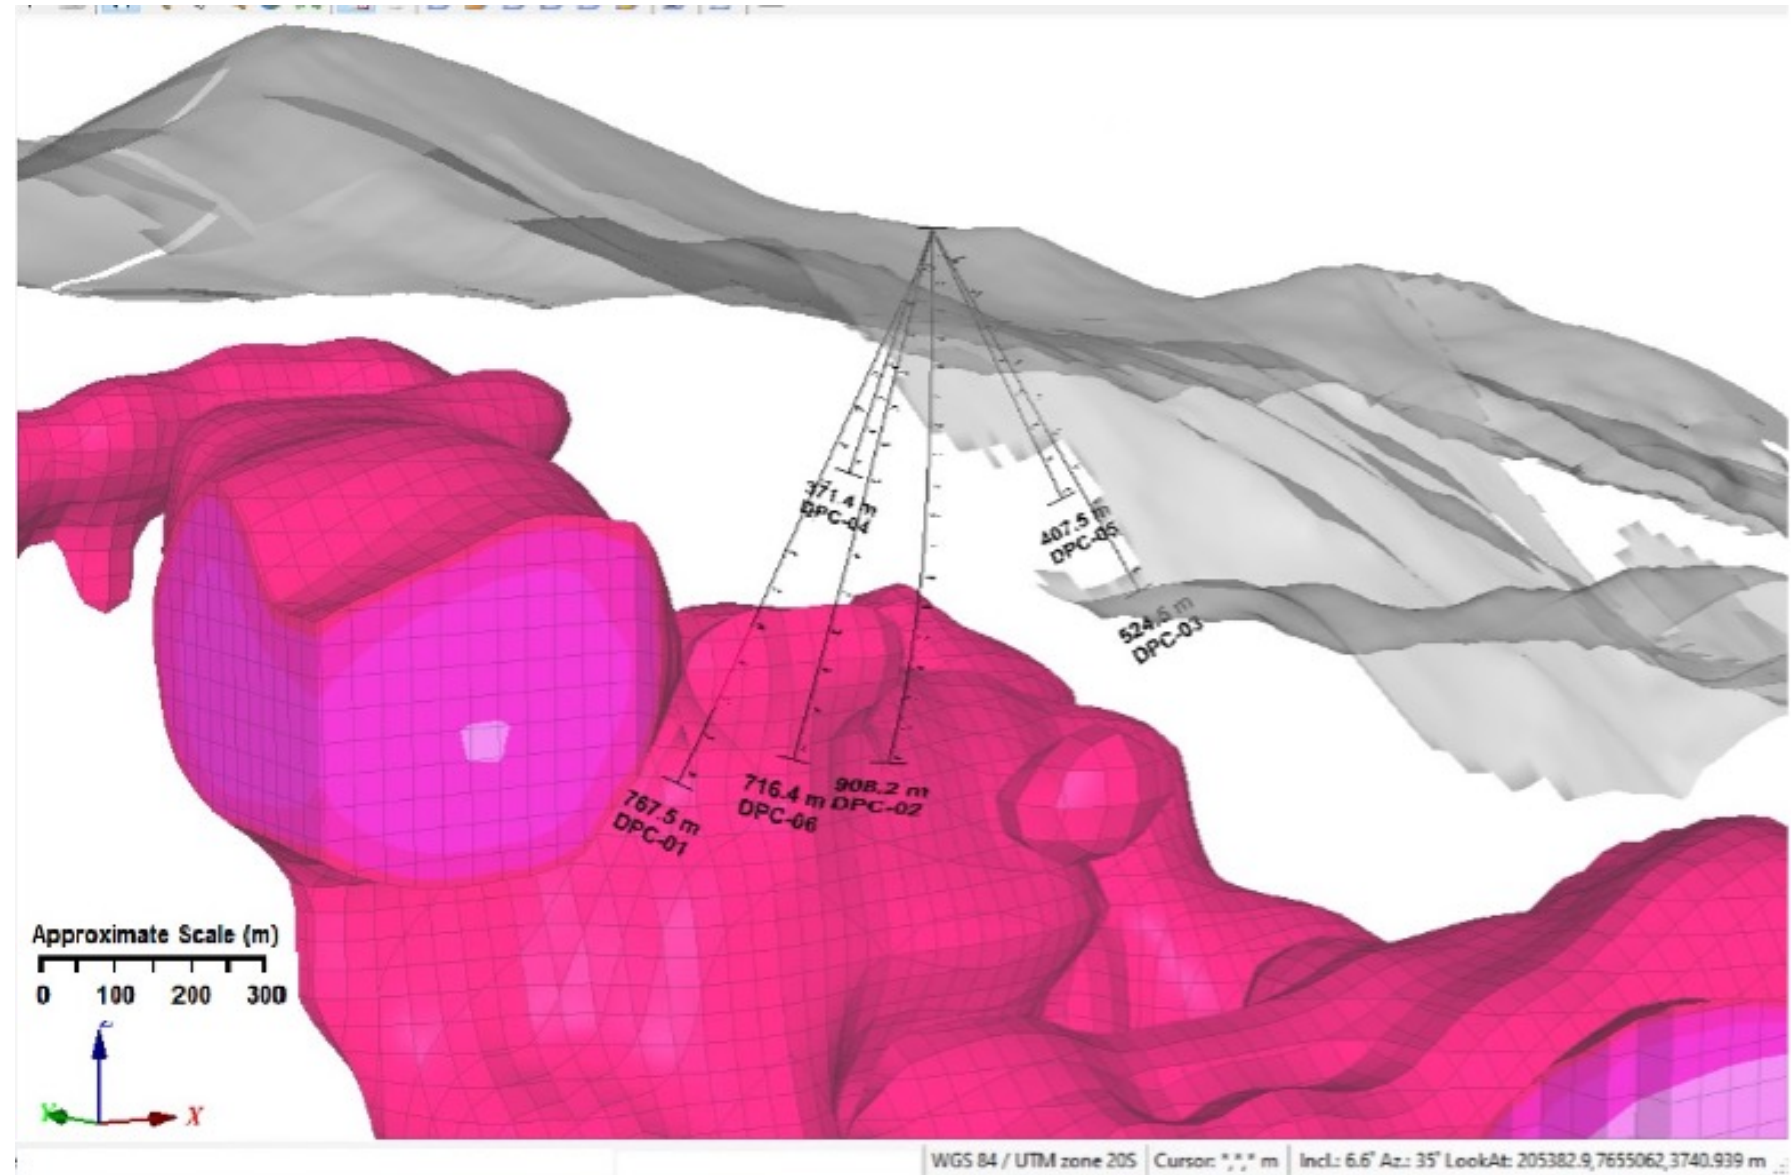 371.4 m
DPC-04
407.5 m
DPC-05
524.6 m
DPC-03
767.5 m
DPC-01
716.4 m
DPC-06
908.2 m
DPC-02
Approximate Scale (m)
0 100 200 300
Z
Y X
WGS 84 / UTM zone 20S Cursor: *,*,* m Incl.: 6.6° Az.: 35° LookAt: 205382.9,7655062,3740.939 m